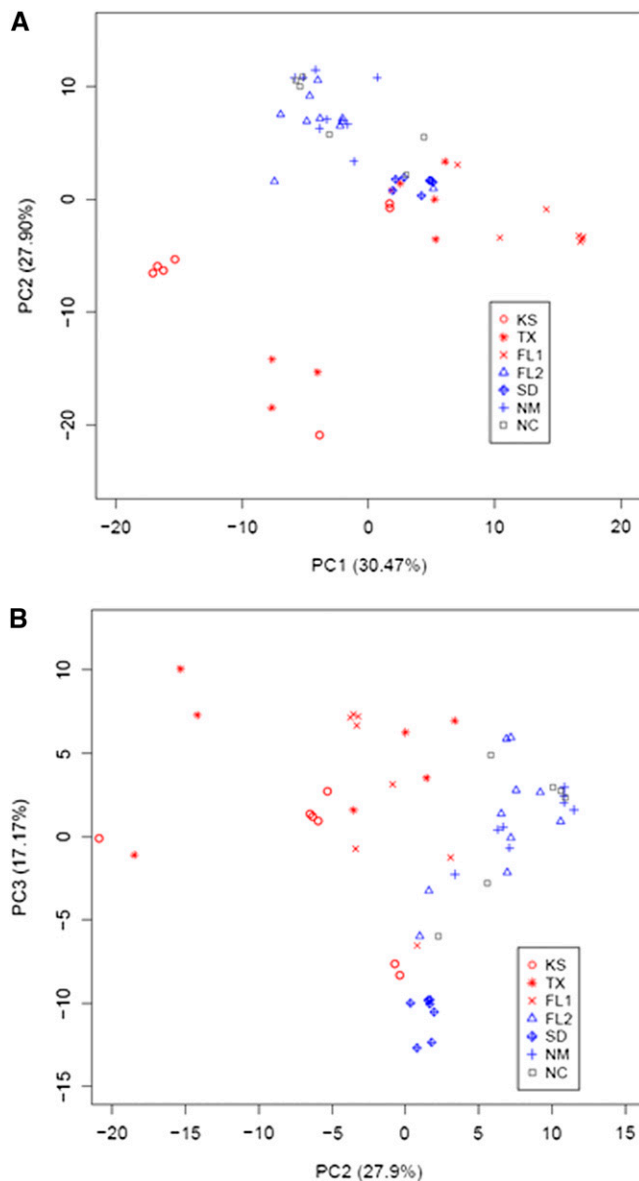 A
10
0
−10
−20
PC2 (27.90%)
KS
TX
FL1
FL2
SD
NM
NC
−20 −10 0 10 20
PC1 (30.47%)
B
10
5
0
−5
−10
−15
PC3 (17.17%)
KS
TX
FL1
FL2
SD
NM
NC
−20 −15 −10 −5 0 5 10 15
PC2 (27.9%)